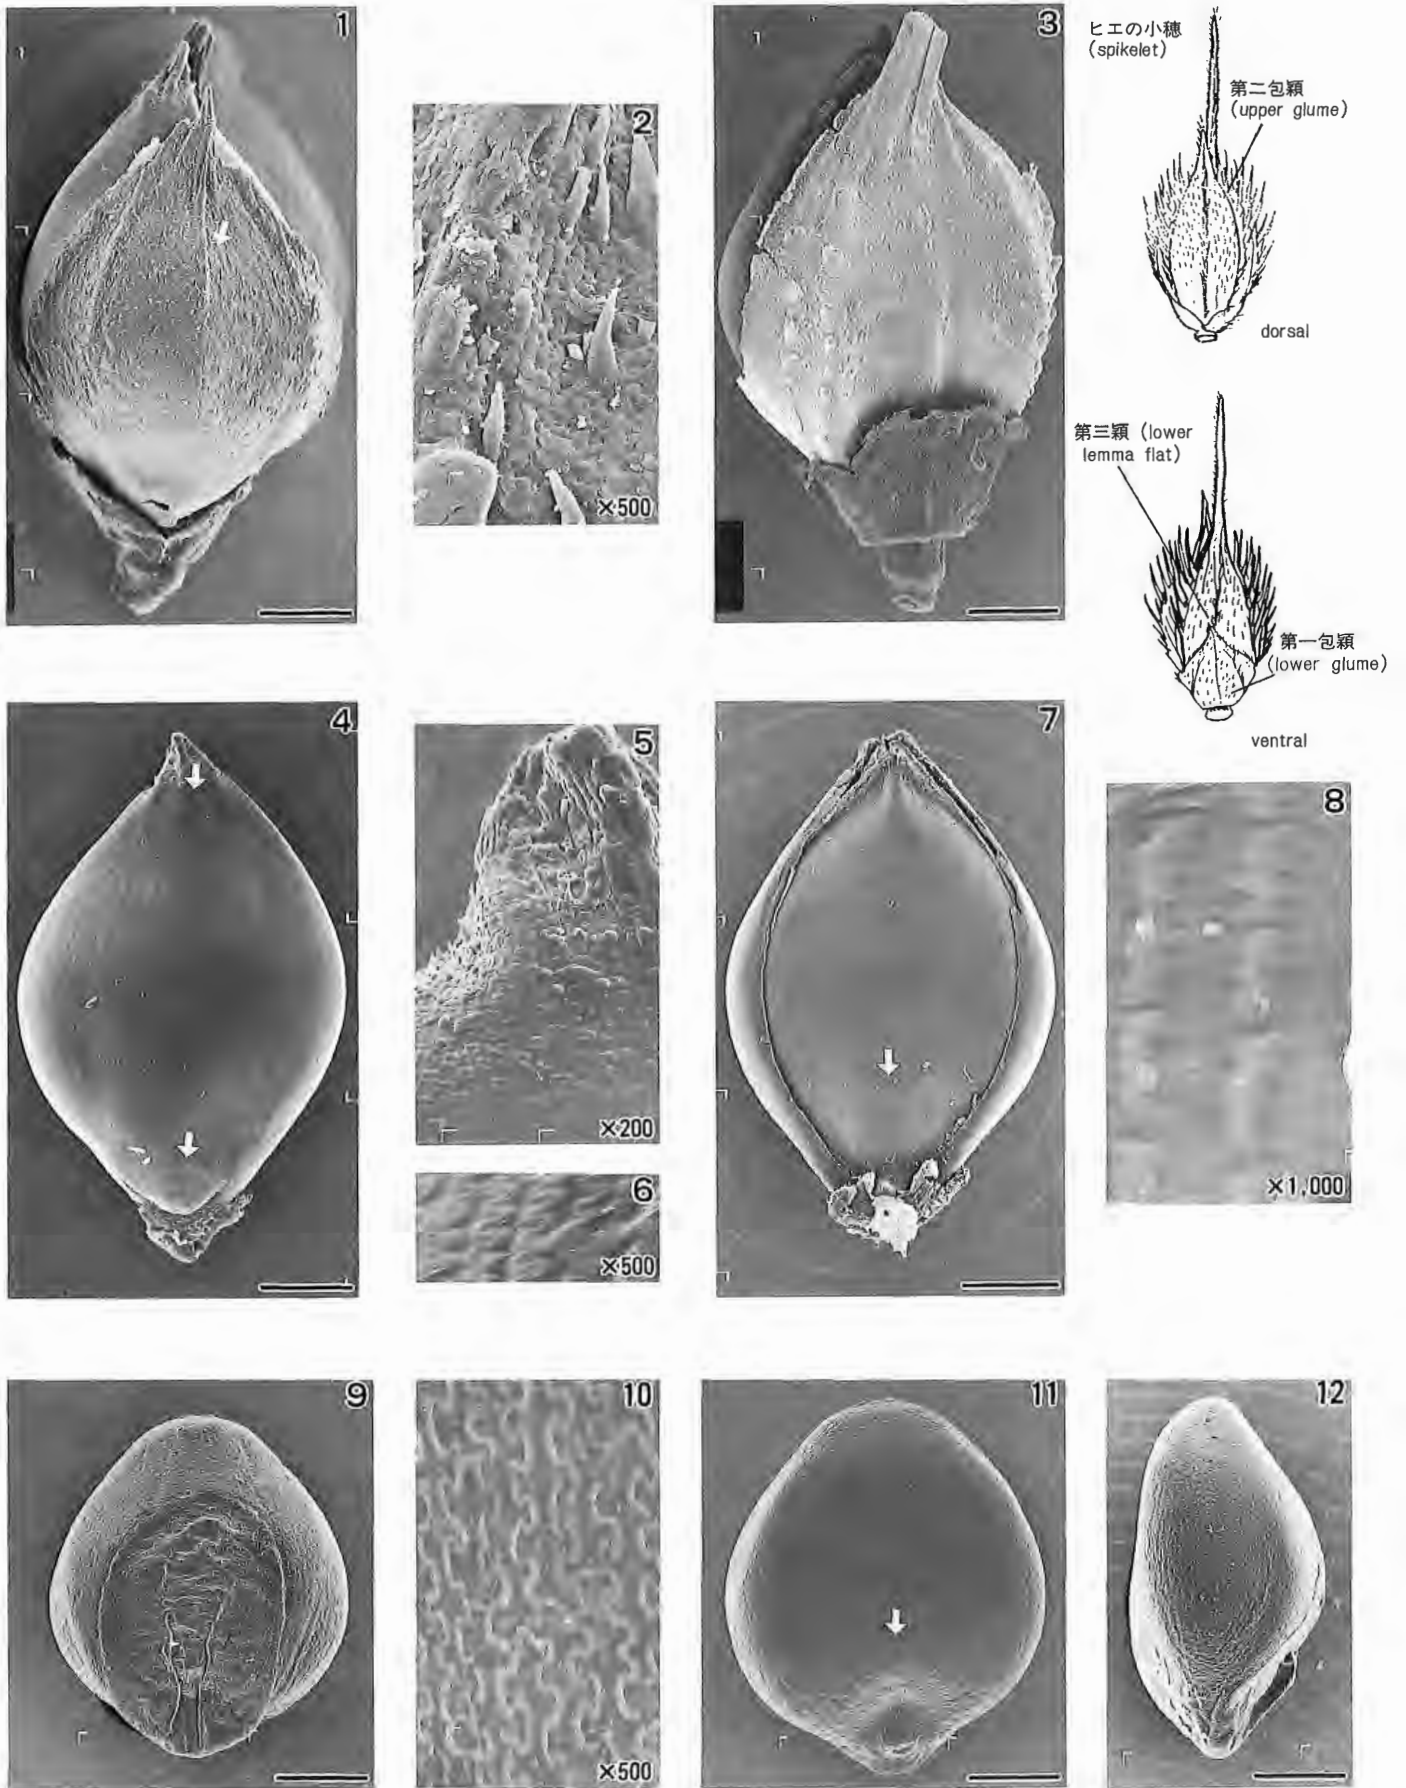 1
2
×500
3
ヒエの小穂
(spikelet)
第二包穎
(upper glume)
dorsal
第三穎 (lower
lemma flat)
第一包穎
(lower glume)
ventral
4
5
×200
6
×500
7
8
×1,000
9
10
×500
11
12